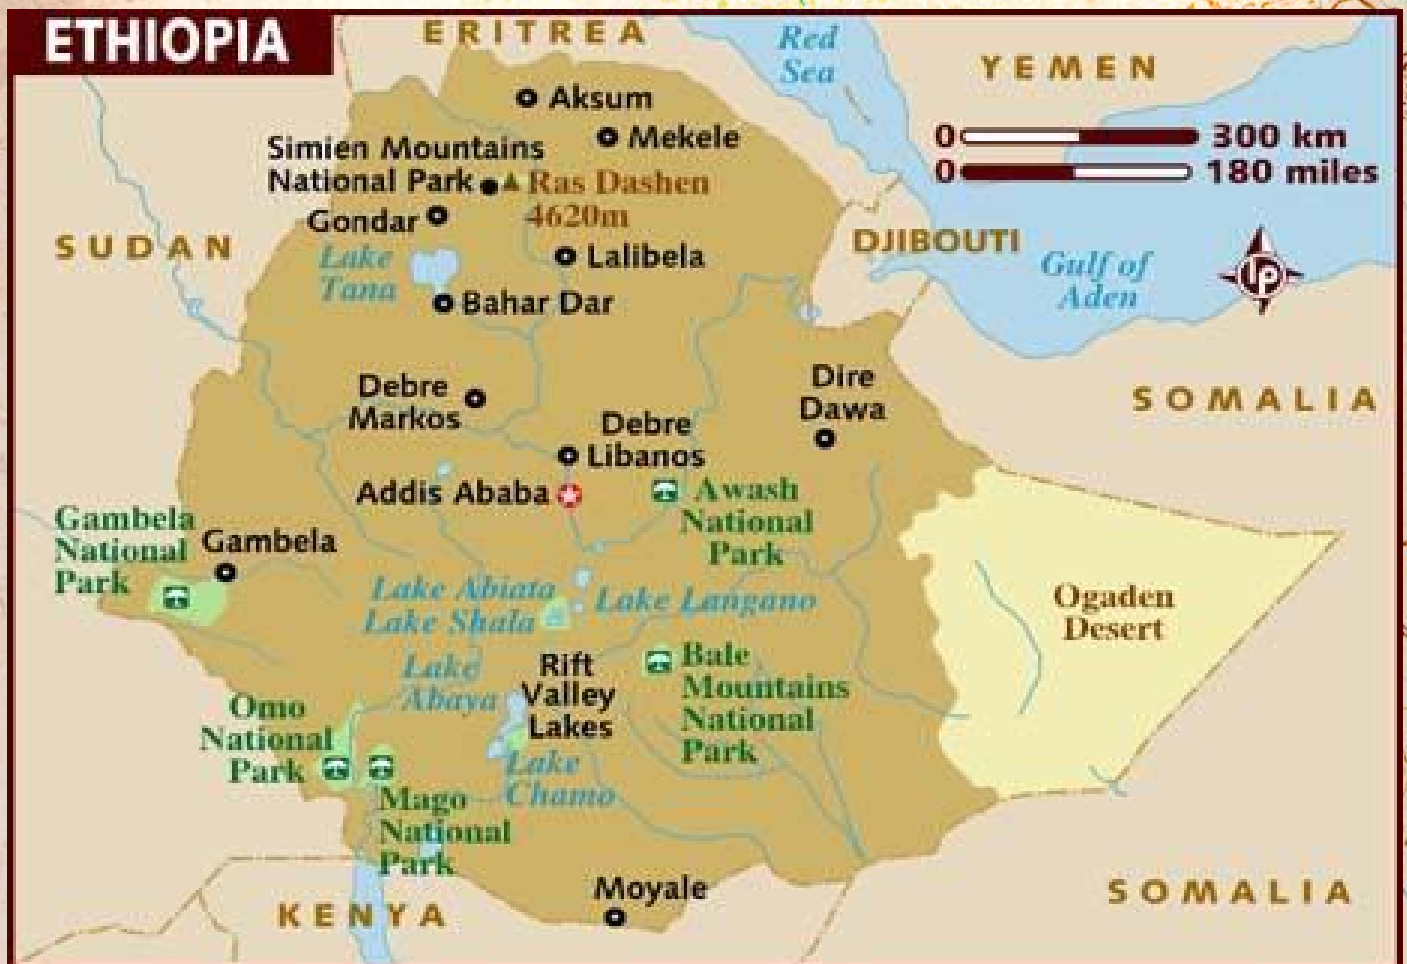 ETHIOPIA
ERITREA
Red
Sea
YEMEN
Aksum
Mekele
0 300 km
0 180 miles
Simien Mountains
National Park
Ras Dashen
4620m
Gondar
SUDAN
Lake
Tana
Lalibela
DJIBOUTI
Gulf of
Aden
LP
Bahar Dar
Debre
Markos
Dire
Dawa
SOMALIA
Debre
Libanos
Addis Ababa
Awash
National
Park
Gambela
National
Park
Gambela
Lake Abiata
Lake Shala
Lake Langano
Ogaden
Desert
Lake
Abaya
Rift
Valley
Lakes
Bale
Mountains
National
Park
Omo
National
Park
Lake
Chamo
Mago
National
Park
Moyale
KENYA
SOMALIA